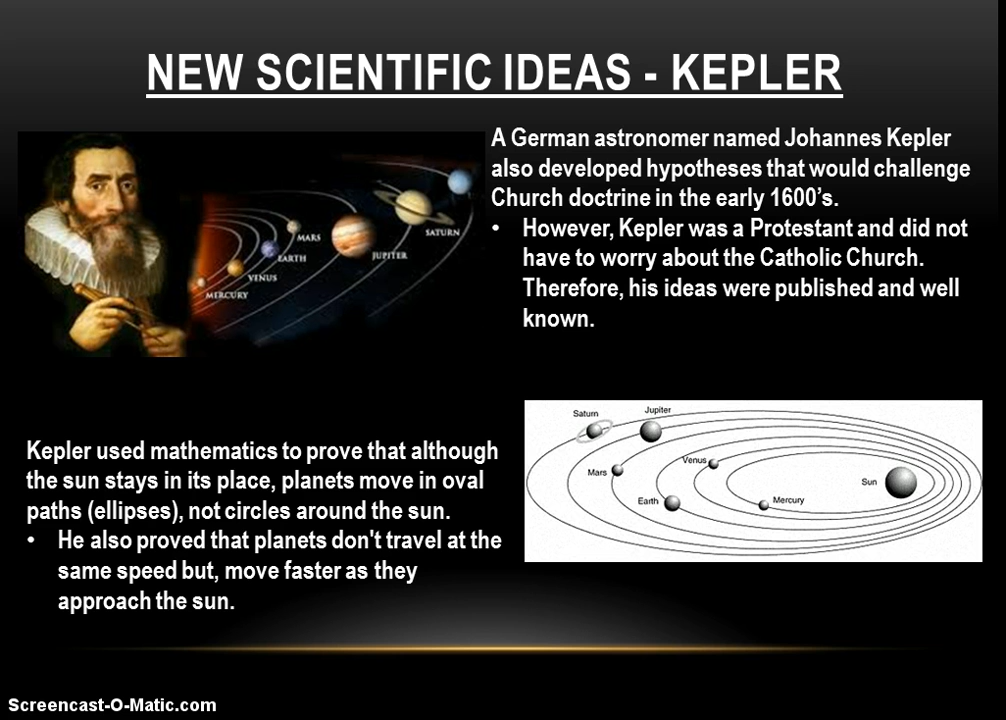 NEW SCIENTIFIC IDEAS - KEPLER
A German astronomer named Johannes Kepler
also developed hypotheses that would challenge
Church doctrine in the early 1600’s.
• However, Kepler was a Protestant and did not
have to worry about the Catholic Church.
Therefore, his ideas were published and well
known.
MERCURY
VENUS
EARTH
MARS
JUPITER
SATURN
Kepler used mathematics to prove that although
the sun stays in its place, planets move in oval
paths (ellipses), not circles around the sun.
• He also proved that planets don't travel at the
same speed but, move faster as they
approach the sun.
Saturn
Jupiter
Mars
Venus
Earth
Mercury
Sun
Screencast-O-Matic.com